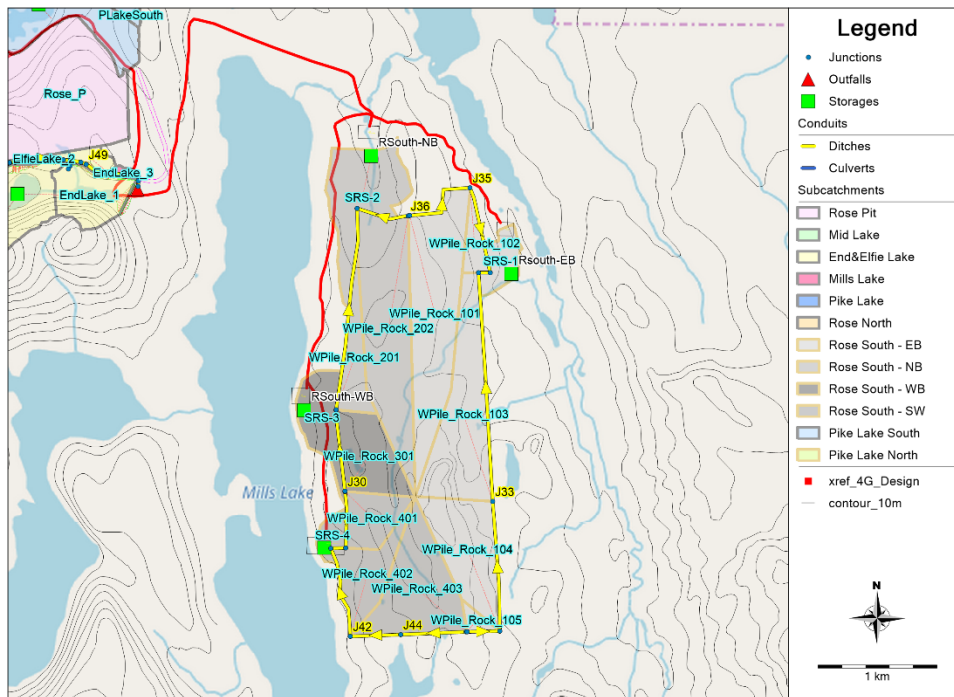 PLakeSouth
Rose_P
ElfieLake_2
J49
EndLake_3
EndLake_1
RSouth-NB
J35
SRS-2
J36
WPile_Rock_102
SRS-1
Rsouth-EB
WPile_Rock_101
WPile_Rock_202
WPile_Rock_201
RSouth-WB
SRS-3
WPile_Rock_103
WPile_Rock_301
J30
Mills Lake
J33
WPile_Rock_401
SRS-4
WPile_Rock_104
WPile_Rock_402
WPile_Rock_403
WPile_Rock_105
J42
J44
Legend
Junctions
Outfalls
Storages
Conduits
Ditches
Culverts
Subcatchments
Rose Pit
Mid Lake
End&Elfie Lake
Mills Lake
Pike Lake
Rose North
Rose South - EB
Rose South - NB
Rose South - WB
Rose South - SW
Pike Lake South
Pike Lake North
xref_4G_Design
contour_10m
N
1 km